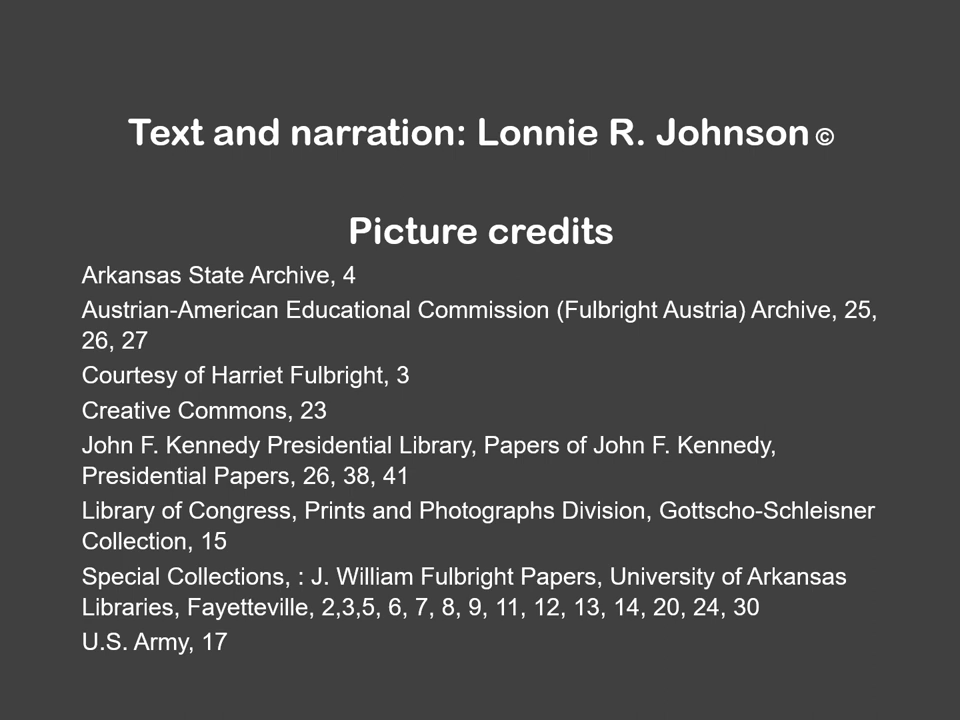 Text and narration: Lonnie R. Johnson ©
Picture credits
Arkansas State Archive, 4
Austrian-American Educational Commission (Fulbright Austria) Archive, 25,
26, 27
Courtesy of Harriet Fulbright, 3
Creative Commons, 23
John F. Kennedy Presidential Library, Papers of John F. Kennedy,
Presidential Papers, 26, 38, 41
Library of Congress, Prints and Photographs Division, Gottscho-Schleisner
Collection, 15
Special Collections, : J. William Fulbright Papers, University of Arkansas
Libraries, Fayetteville, 2,3,5, 6, 7, 8, 9, 11, 12, 13, 14, 20, 24, 30
U.S. Army, 17